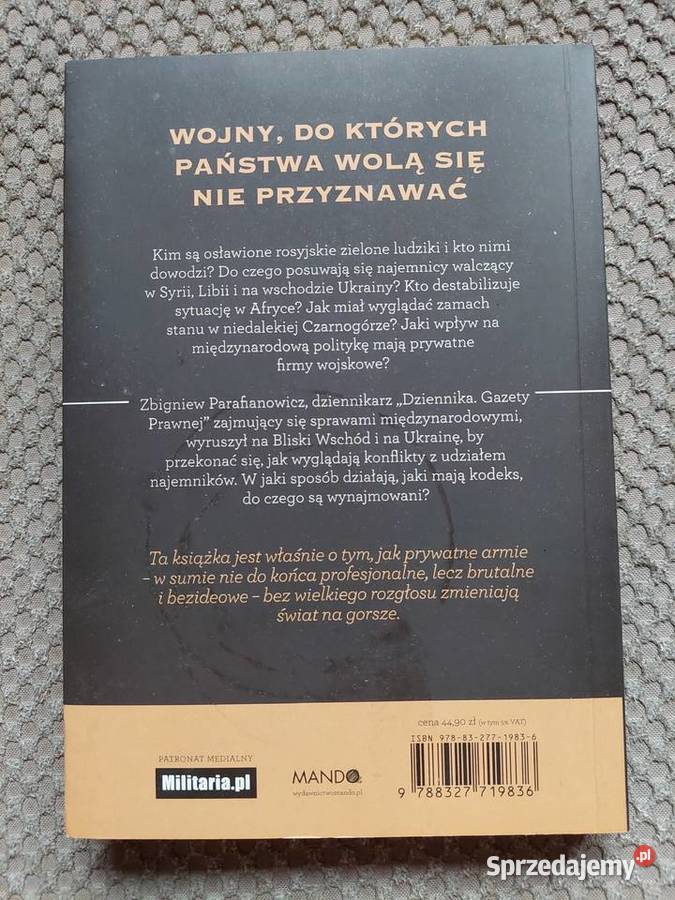 WOJNY, DO KTÓRYCH
PAŃSTWA WOLĄ SIĘ
NIE PRZYZNAWAĆ
Kim są osławione rosyjskie zielone ludziki i kto nimi
dowodzi? Do czego posuwają się najemnicy walczący
w Syrii, Libii i na wschodzie Ukrainy? Kto destabilizuje
sytuację w Afryce? Jak miał wyglądać zamach
stanu w niedalekiej Czarnogórze? Jaki wpływ na
międzynarodową politykę mają prywatne
firmy wojskowe?
Zbigniew Parafianowicz, dziennikarz „Dziennika. Gazety
Prawnej” zajmujący się sprawami międzynarodowymi,
wyruszył na Bliski Wschód i na Ukrainę, by
przekonać się, jak wyglądają konflikty z udziałem
najemników. W jaki sposób działają, jaki mają kodeks,
do czego są wynajmowani?
Ta książka jest właśnie o tym, jak prywatne armie
– w sumie nie do końca profesjonalne, lecz brutalne
i bezideowe – bez wielkiego rozgłosu zmieniają
świat na gorsze.
cena 44,90 zł (w tym 5% VAT)
ISBN 978-83-277-1983-6
PATRONAT MEDIALNY
Militaria.pl
MANDO
wydawnictwomando.pl
9 788327 719836
Sprzedajemy.pl